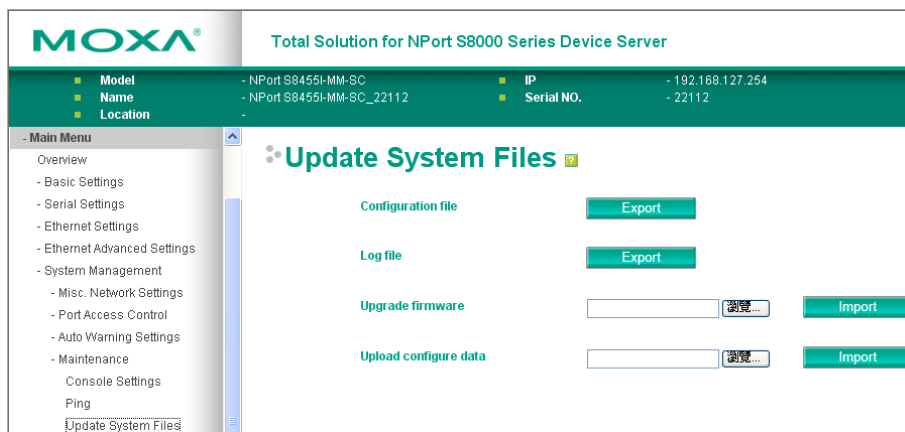 MOXA®
Total Solution for NPort S8000 Series Device Server
Model - NPort S8455I-MM-SC IP - 192.168.127.254
Name - NPort S8455I-MM-SC_22112 Serial NO. - 22112
Location -
- Main Menu
Overview
- Basic Settings
- Serial Settings
- Ethernet Settings
- Ethernet Advanced Settings
- System Management
- Misc. Network Settings
- Port Access Control
- Auto Warning Settings
- Maintenance
Console Settings
Ping
Update System Files
Update System Files ?
Configuration file Export
Log file Export
Upgrade firmware 瀏覽... Import
Upload configure data 瀏覽... Import